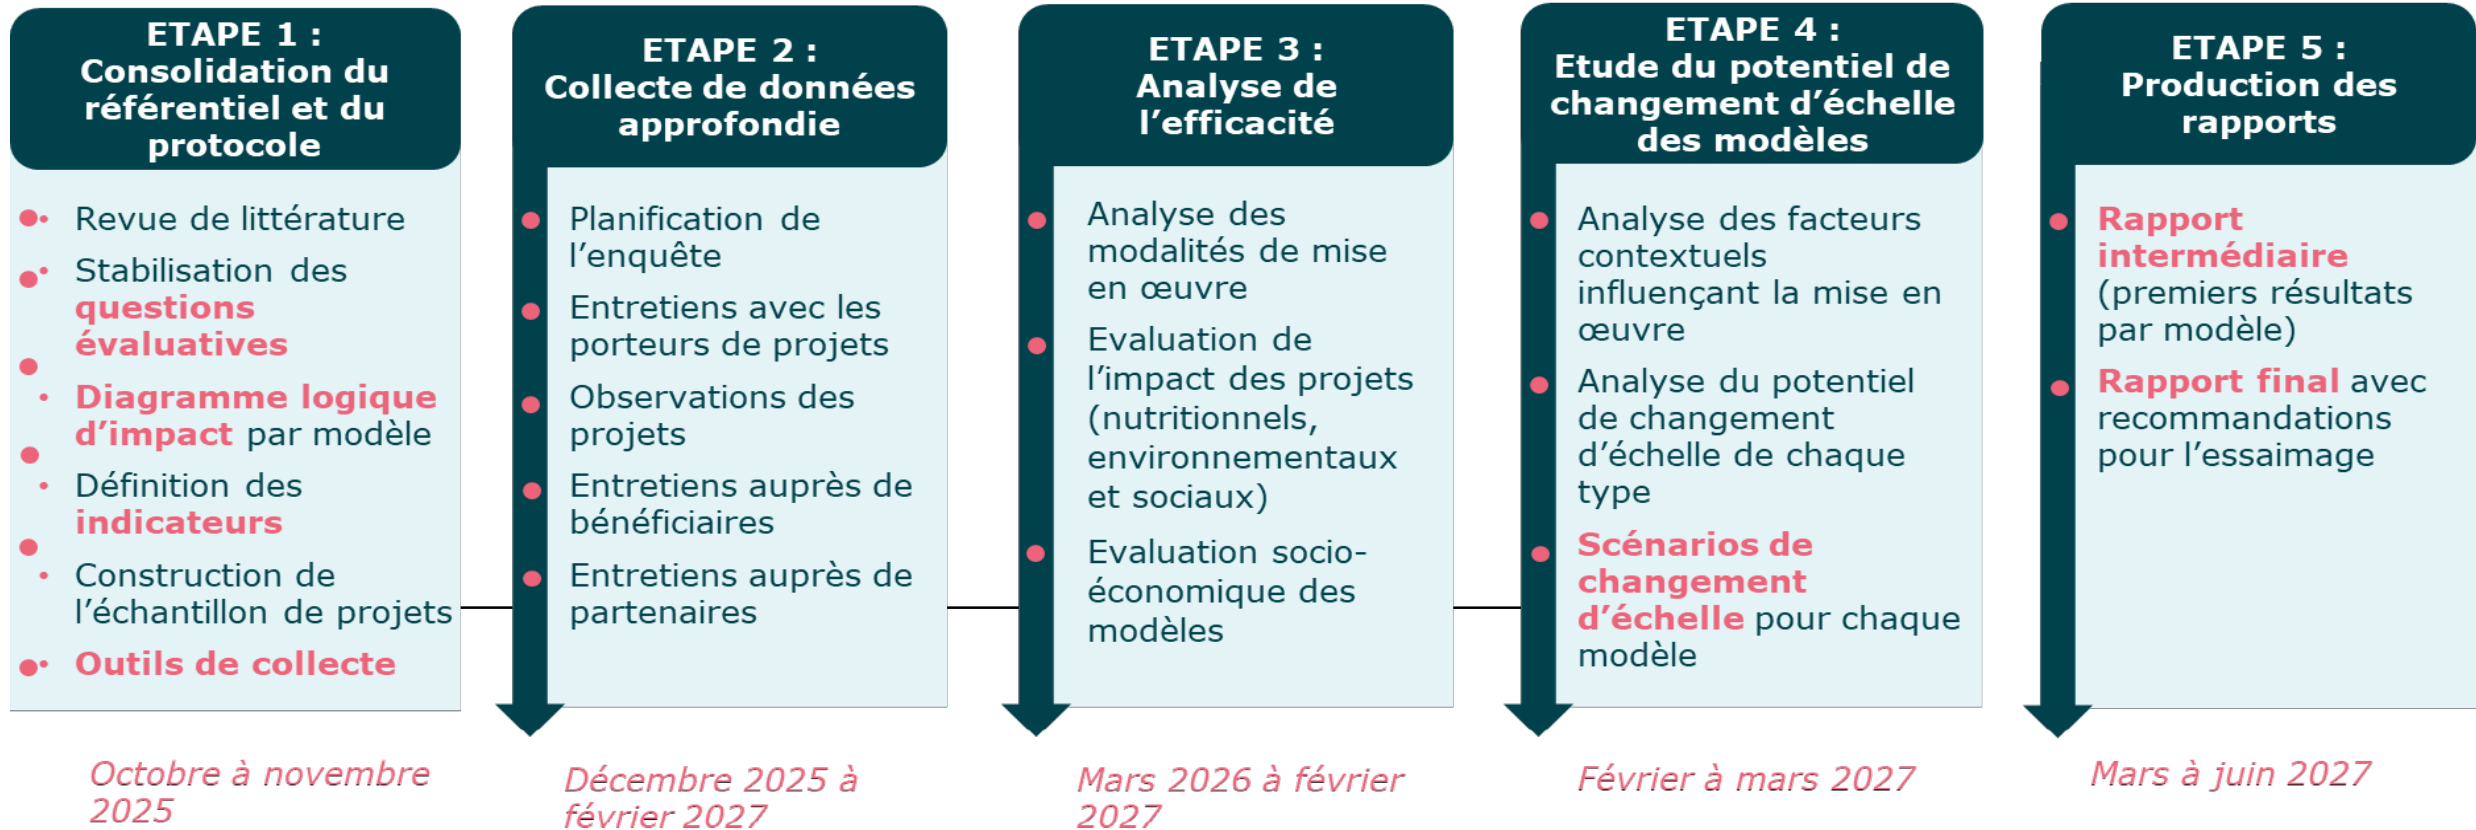 ETAPE 1 :
Consolidation du
référentiel et du
protocole
• Revue de littérature
• Stabilisation des
questions
évaluatives
• Diagramme logique
d’impact par modèle
• Définition des
indicateurs
• Construction de
l’échantillon de projets
• Outils de collecte
Octobre à novembre
2025
ETAPE 2 :
Collecte de données
approfondie
Planification de
l’enquête
Entretiens avec les
porteurs de projets
Observations des
projets
Entretiens auprès de
bénéficiaires
Entretiens auprès de
partenaires
Décembre 2025 à
février 2027
ETAPE 3 :
Analyse de
l’efficacité
Analyse des
modalités de mise
en œuvre
Evaluation de
l’impact des projets
(nutritionnels,
environnementaux
et sociaux)
Evaluation socio-
économique des
modèles
Mars 2026 à février
2027
ETAPE 4 :
Etude du potentiel de
changement d’échelle
des modèles
Analyse des facteurs
contextuels
influençant la mise en
œuvre
Analyse du potentiel
de changement
d’échelle de chaque
type
Scénarios de
changement
d’échelle pour chaque
modèle
Février à mars 2027
ETAPE 5 :
Production des
rapports
Rapport
intermédiaire
(premiers résultats
par modèle)
Rapport final avec
recommandations
pour l’essaimage
Mars à juin 2027